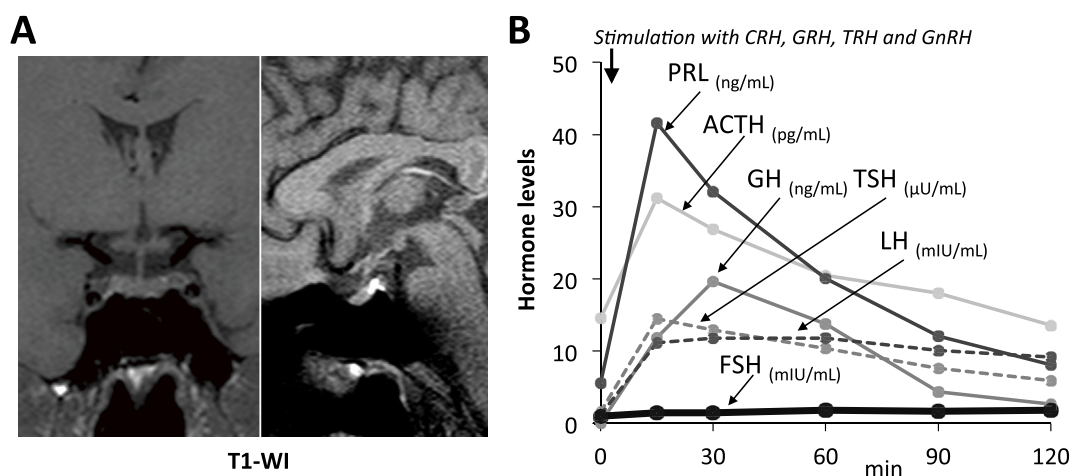 A
T1-WI
B
Stimulation with CRH, GRH, TRH and GnRH
Hormone levels
50
40
30
20
10
0
PRL (ng/mL)
ACTH (pg/mL)
GH (ng/mL) TSH (µU/mL)
LH (mIU/mL)
FSH (mIU/mL)
0 30 60 90 120
min